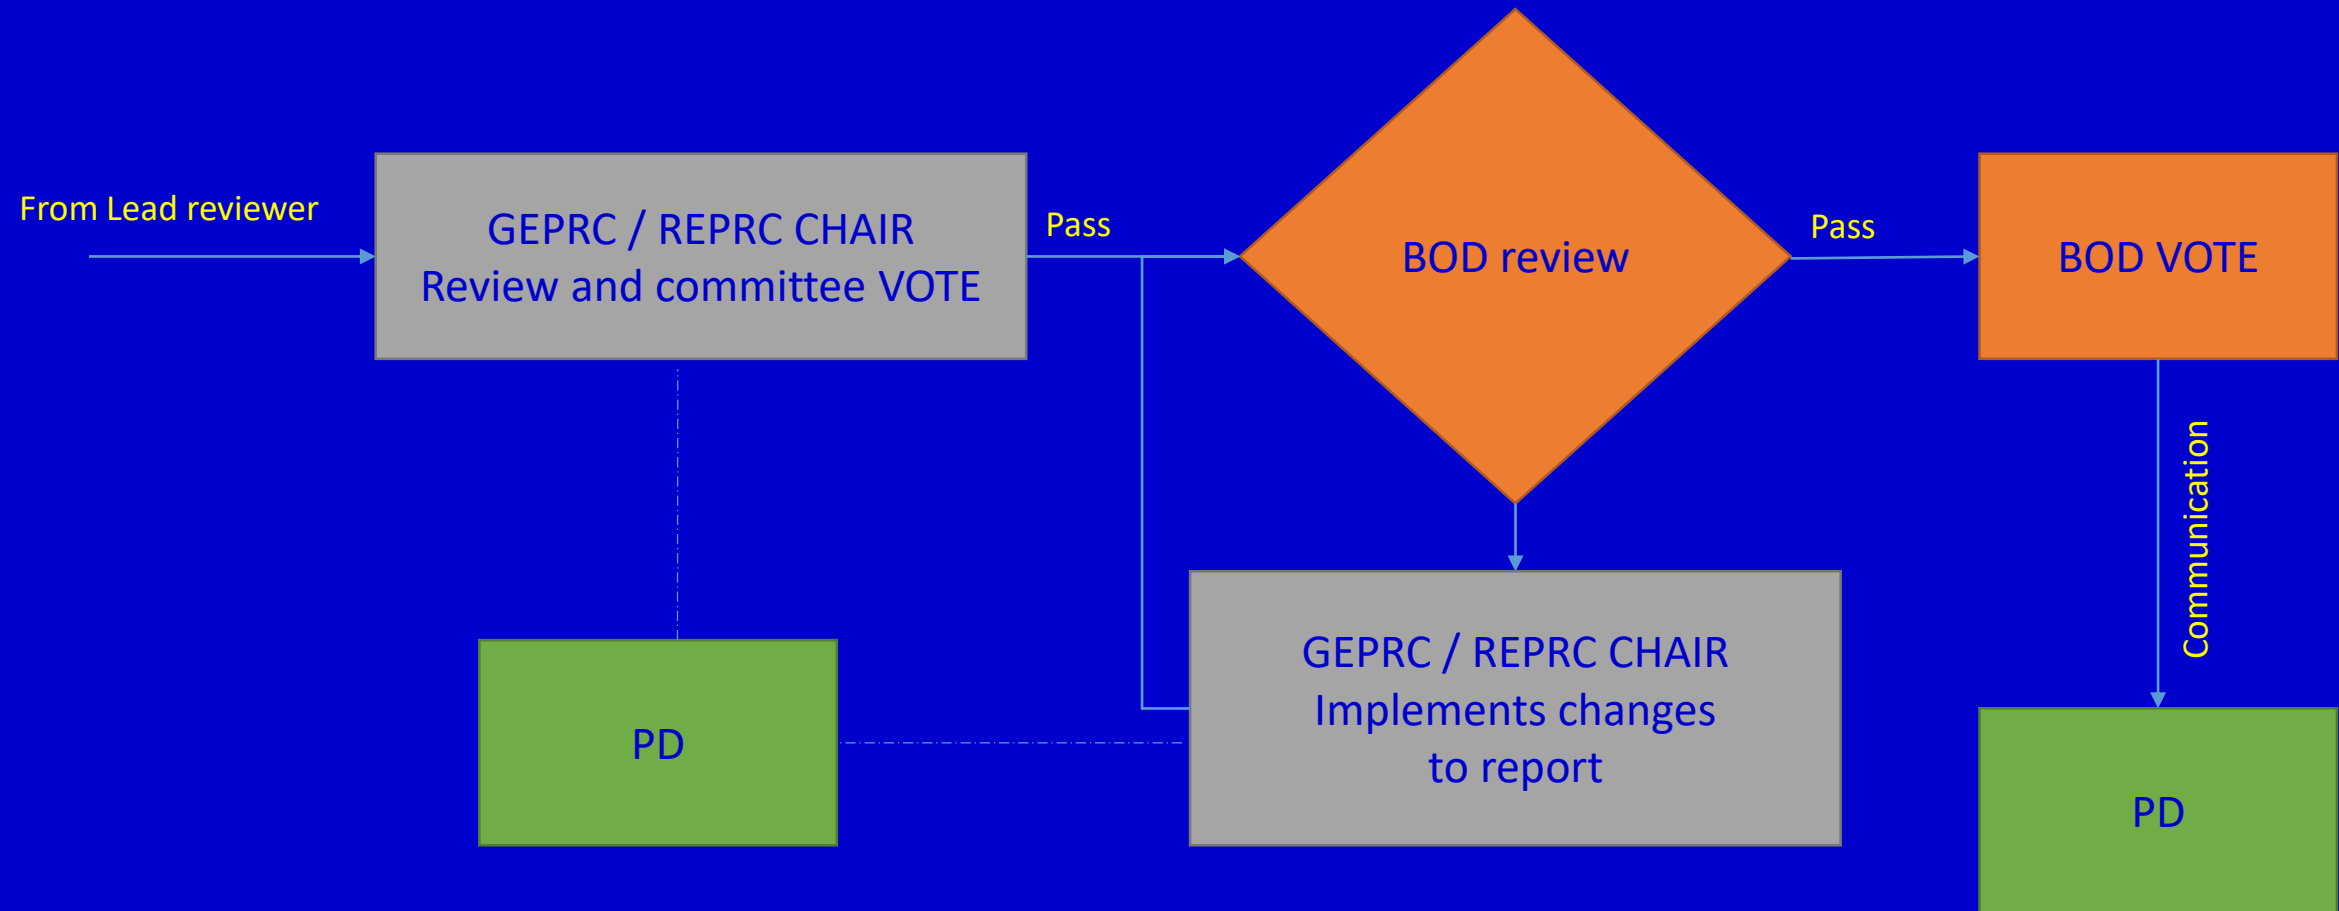 From Lead reviewer
GEPRC / REPRC CHAIR
Review and committee VOTE
Pass
BOD review
Pass
BOD VOTE
Communication
GEPRC / REPRC CHAIR
Implements changes
to report
PD
PD